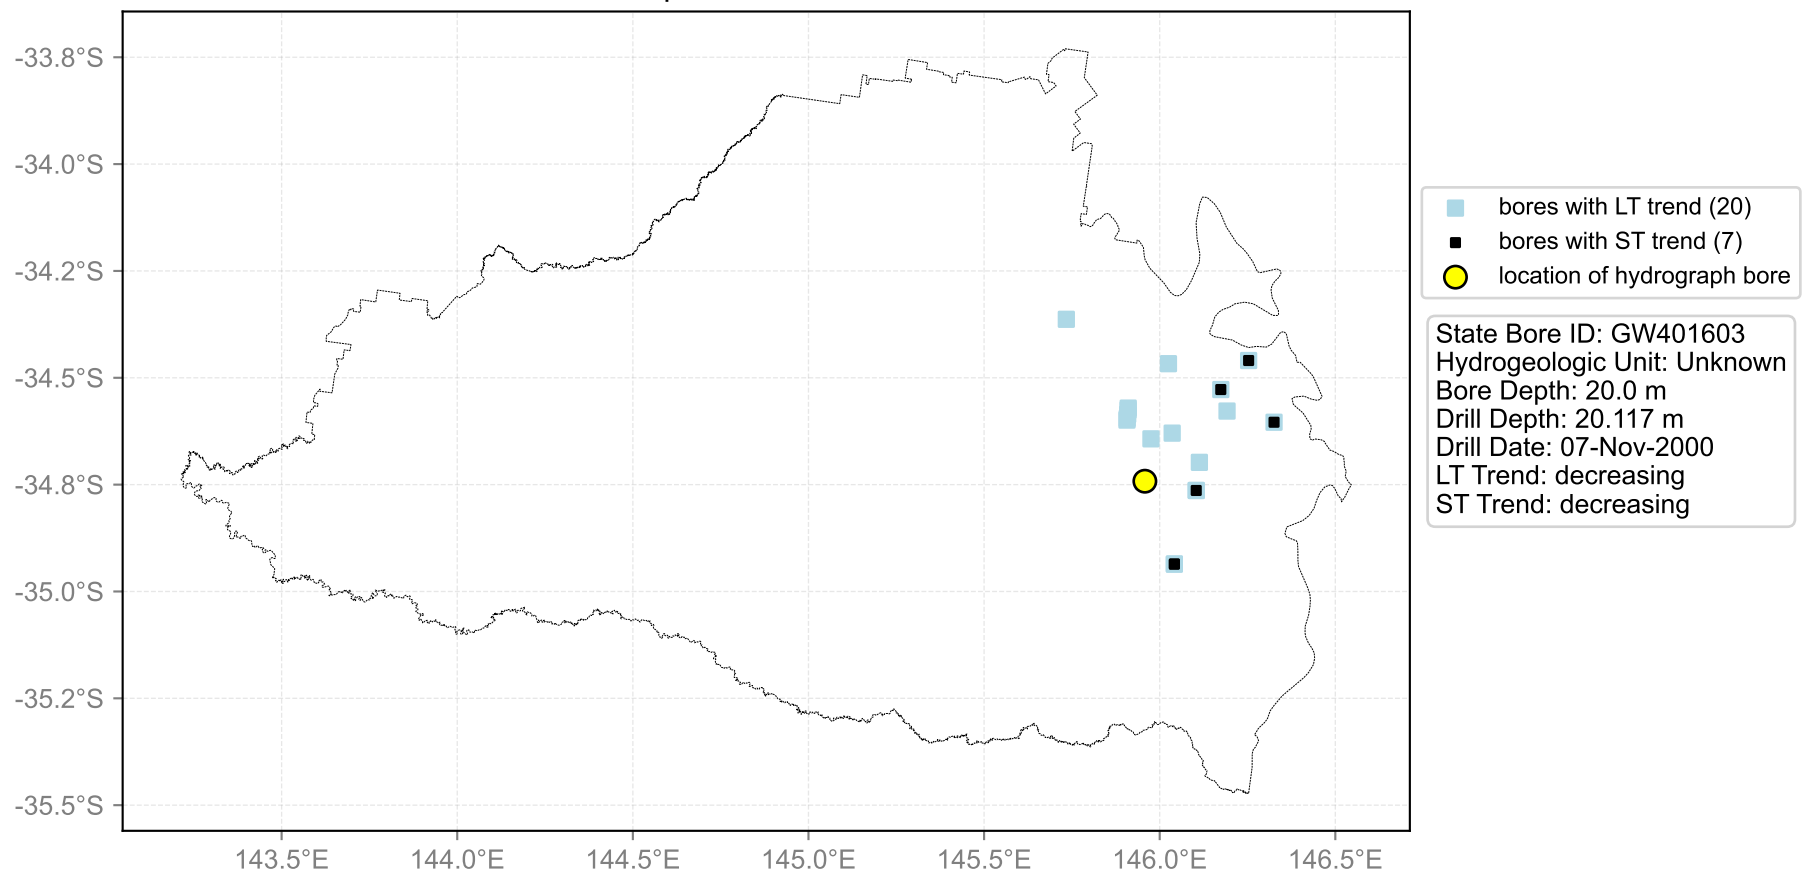 -33.8°S
-34.0°S
-34.2°S
-34.5°S
-34.8°S
-35.0°S
-35.2°S
-35.5°S
143.5°E
144.0°E
144.5°E
145.0°E
145.5°E
146.0°E
146.5°E
bores with LT trend (20)
bores with ST trend (7)
location of hydrograph bore
State Bore ID: GW401603
Hydrogeologic Unit: Unknown
Bore Depth: 20.0 m
Drill Depth: 20.117 m
Drill Date: 07-Nov-2000
LT Trend: decreasing
ST Trend: decreasing